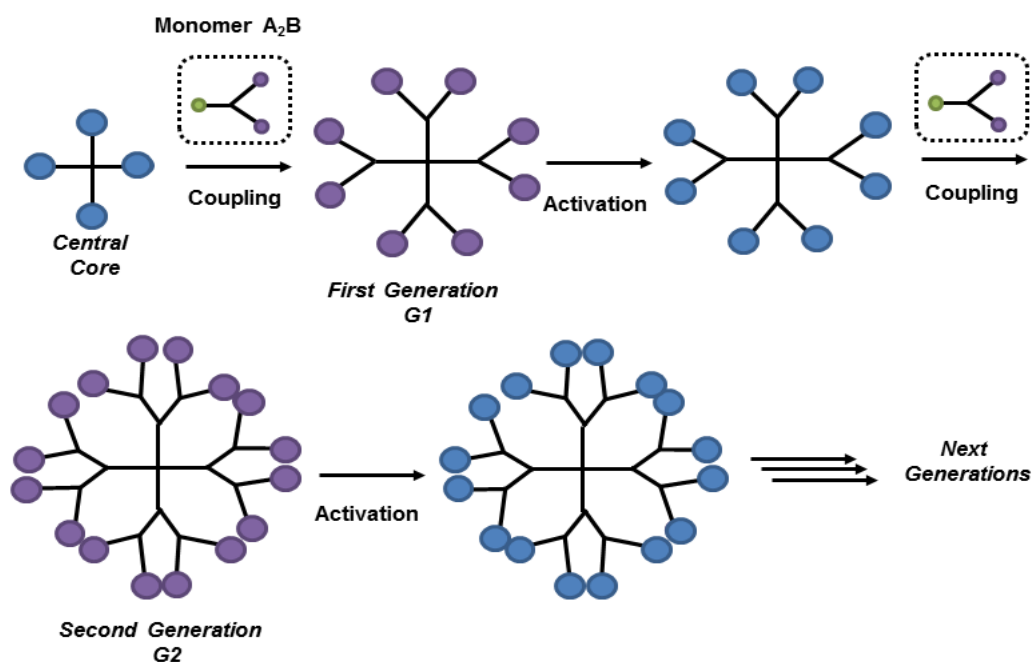 Monomer A₂B
Coupling
Central
Core
First Generation
G1
Activation
Coupling
Second Generation
G2
Activation
Next
Generations